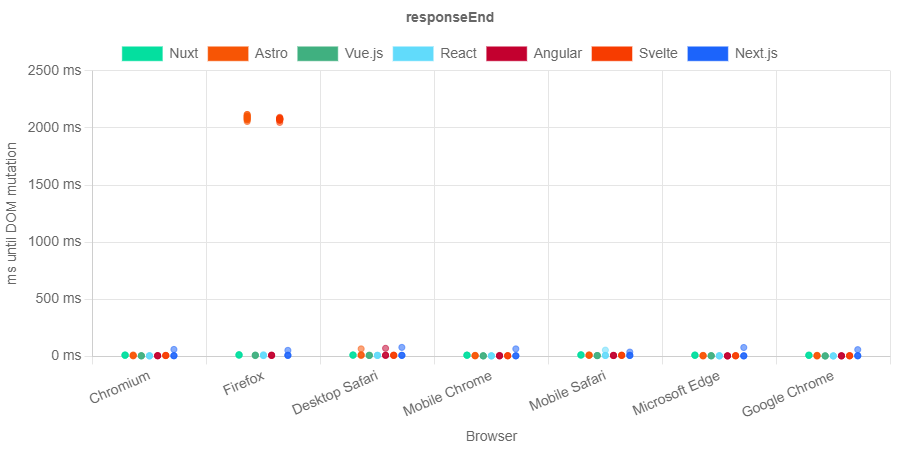 responseEnd
Nuxt Astro Vue.js React Angular Svelte Next.js
2500 ms
2000 ms
1500 ms
1000 ms
500 ms
0 ms
ms until DOM mutation
Chromium Firefox Desktop Safari Mobile Chrome Mobile Safari Microsoft Edge Google Chrome
Browser